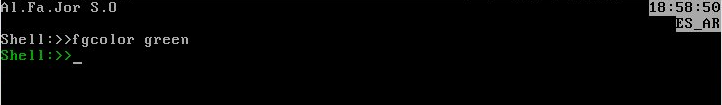 Al.Fa.Jor S.O 18:58:50
ES_AR
Shell:>>fgcolor green
Shell:>>_